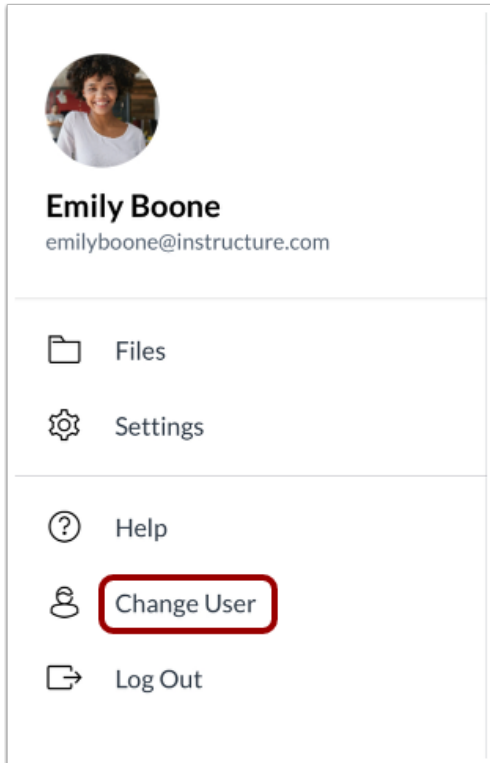 Emily Boone
emilyboone@instructure.com
Files
Settings
Help
Change User
Log Out